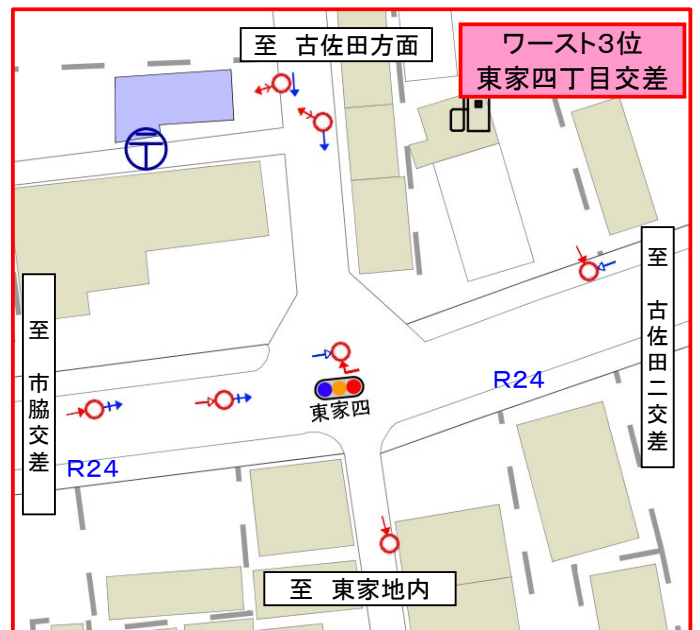 至 古佐田方面
ワースト3位
東家四丁目交差
至 古佐田二交差
至 市脇交差
R24
東家四
R24
至 東家地内